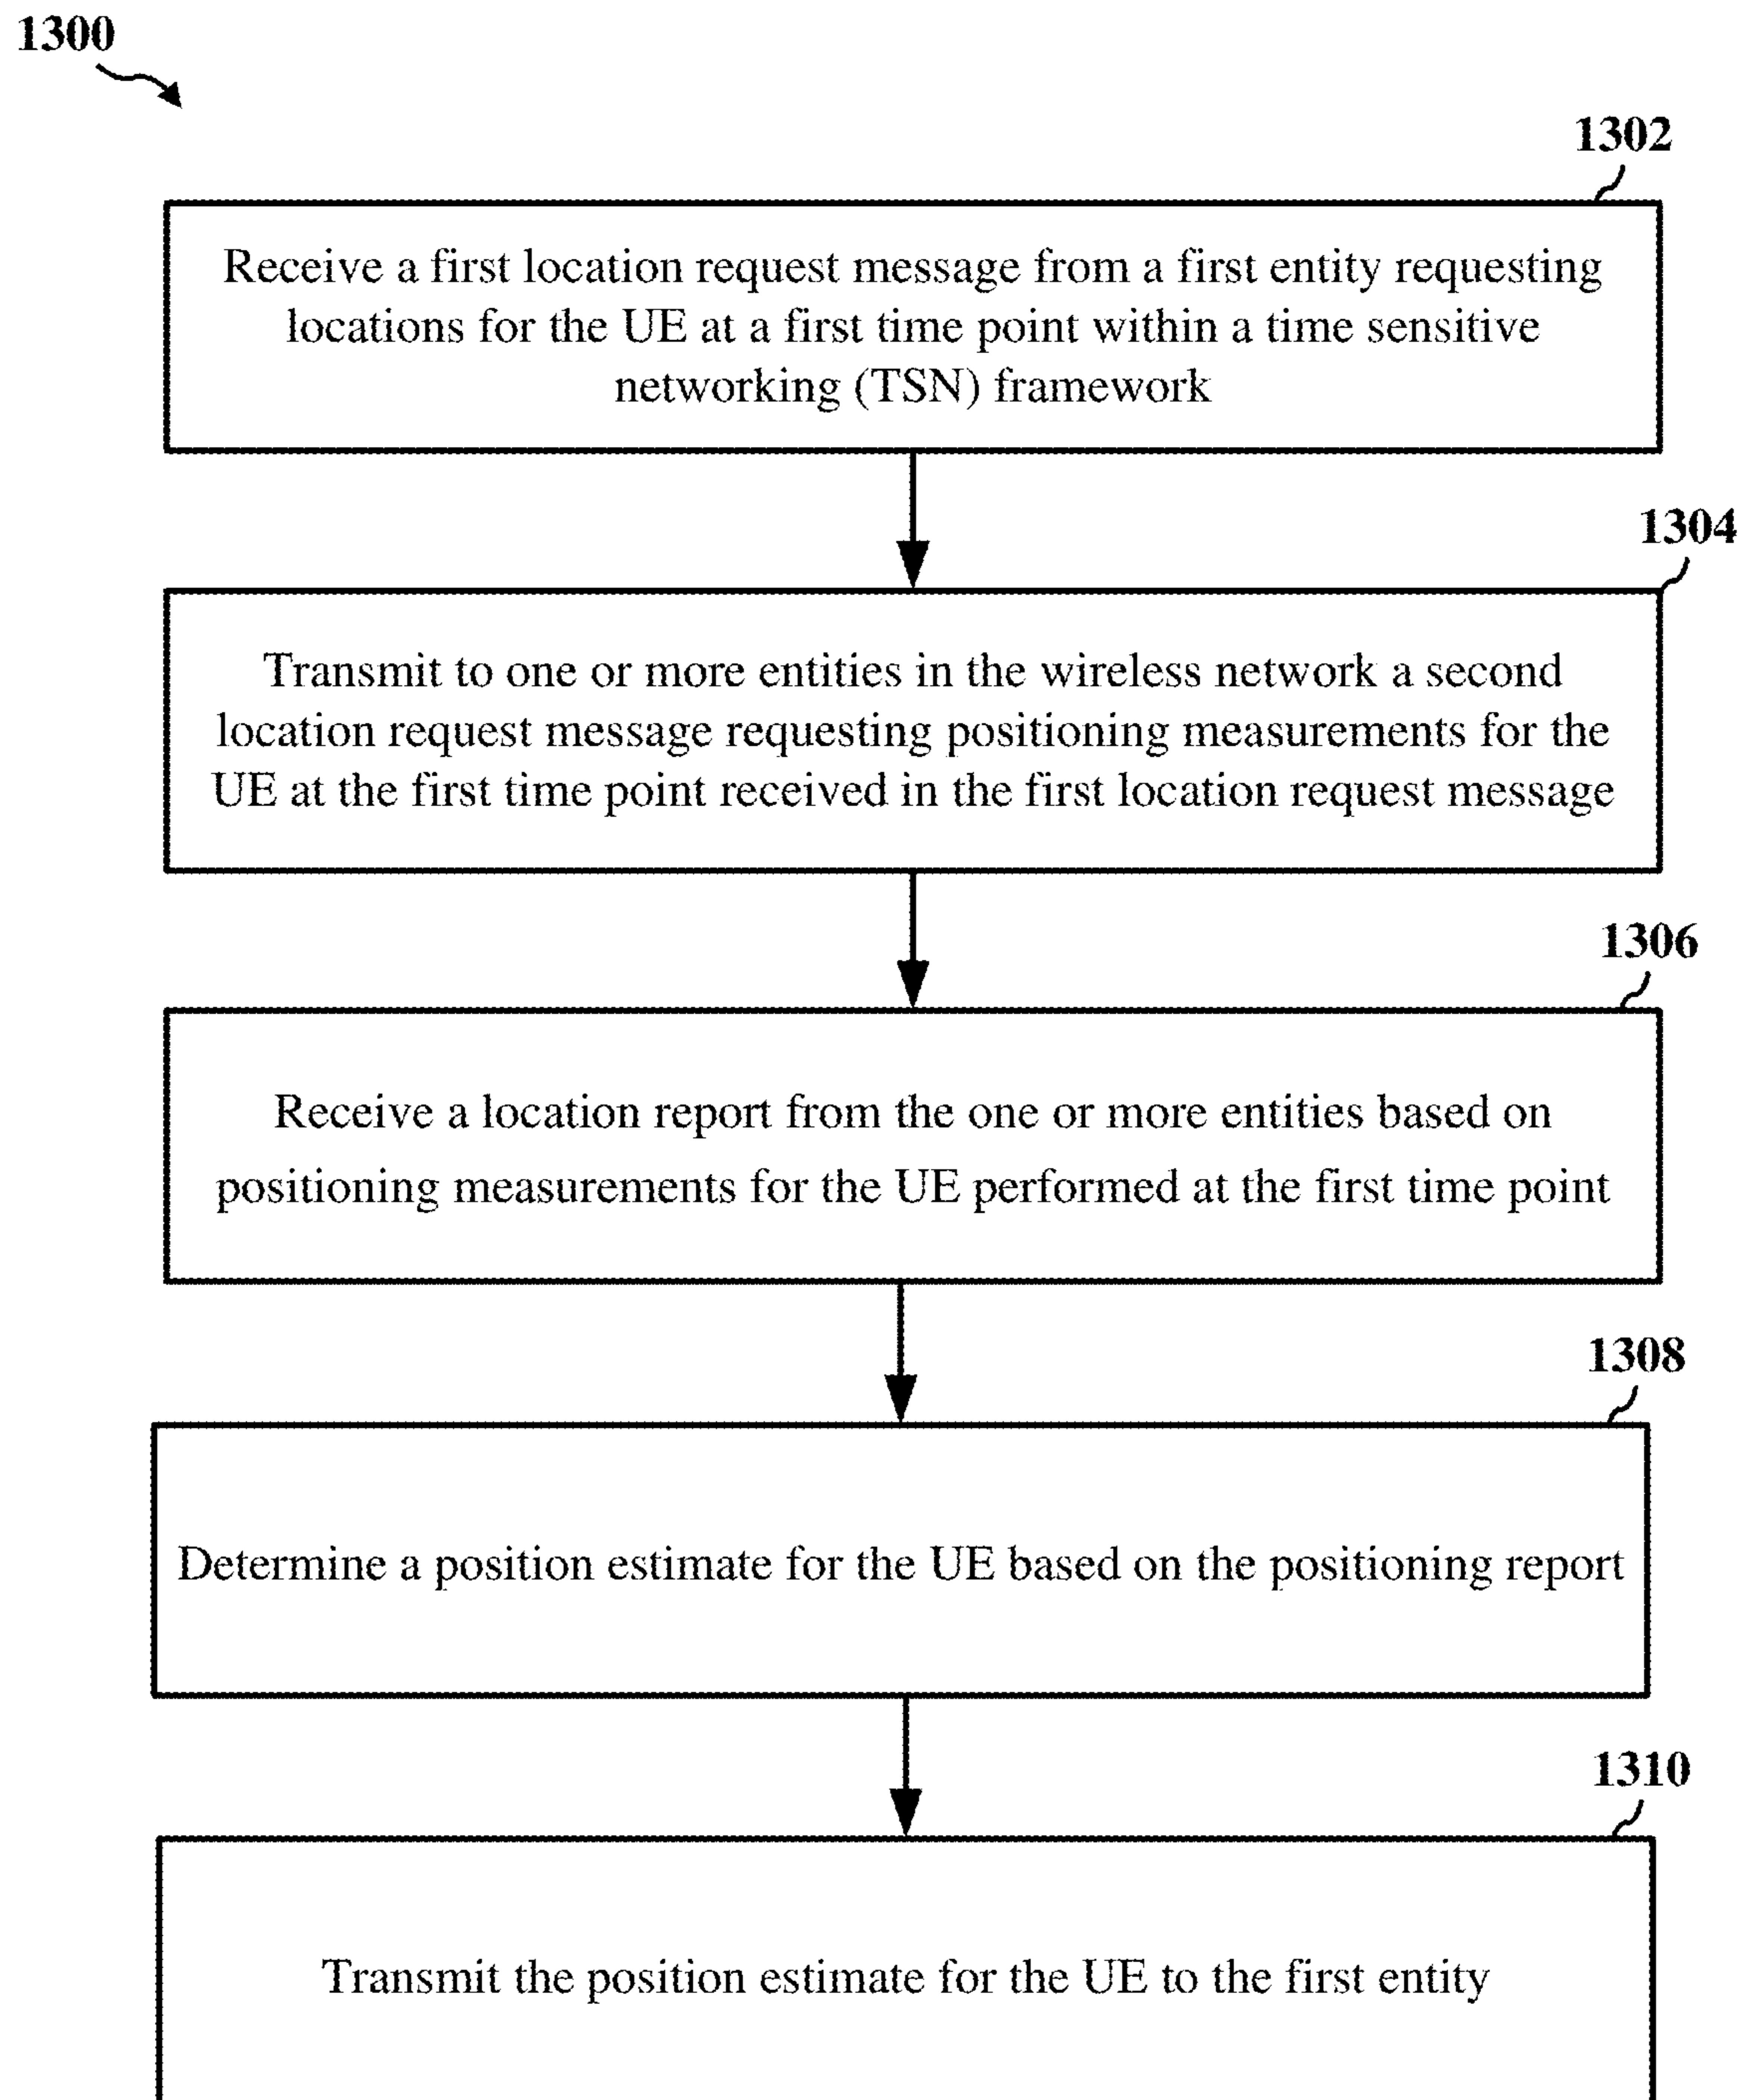 1300
1302
Receive a first location request message from a first entity requesting
locations for the UE at a first time point within a time sensitive
networking (TSN) framework
1304
Transmit to one or more entities in the wireless network a second
location request message requesting positioning measurements for the
UE at the first time point received in the first location request message
1306
Receive a location report from the one or more entities based on
positioning measurements for the UE performed at the first time point
1308
Determine a position estimate for the UE based on the positioning report
1310
Transmit the position estimate for the UE to the first entity